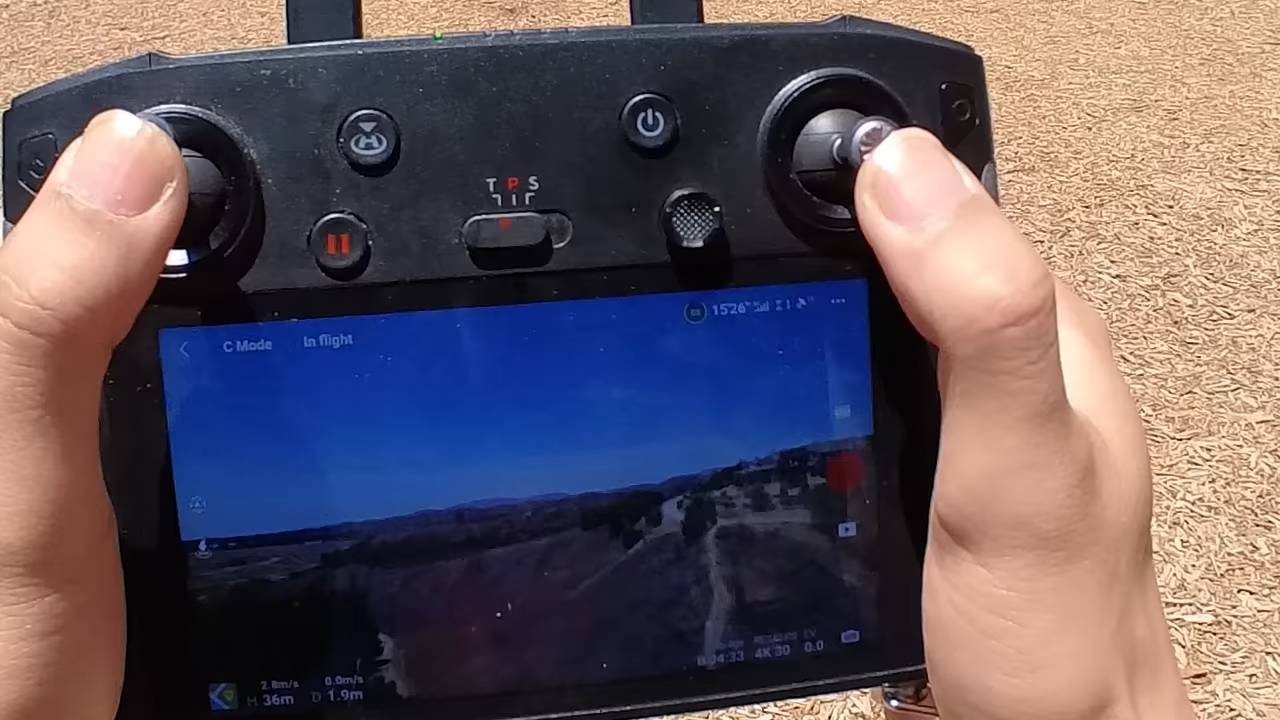 T P S
C Mode In flight 15'26"
4K 30 0.0
2.8m/s 0.0m/s
H 36m D 1.9m